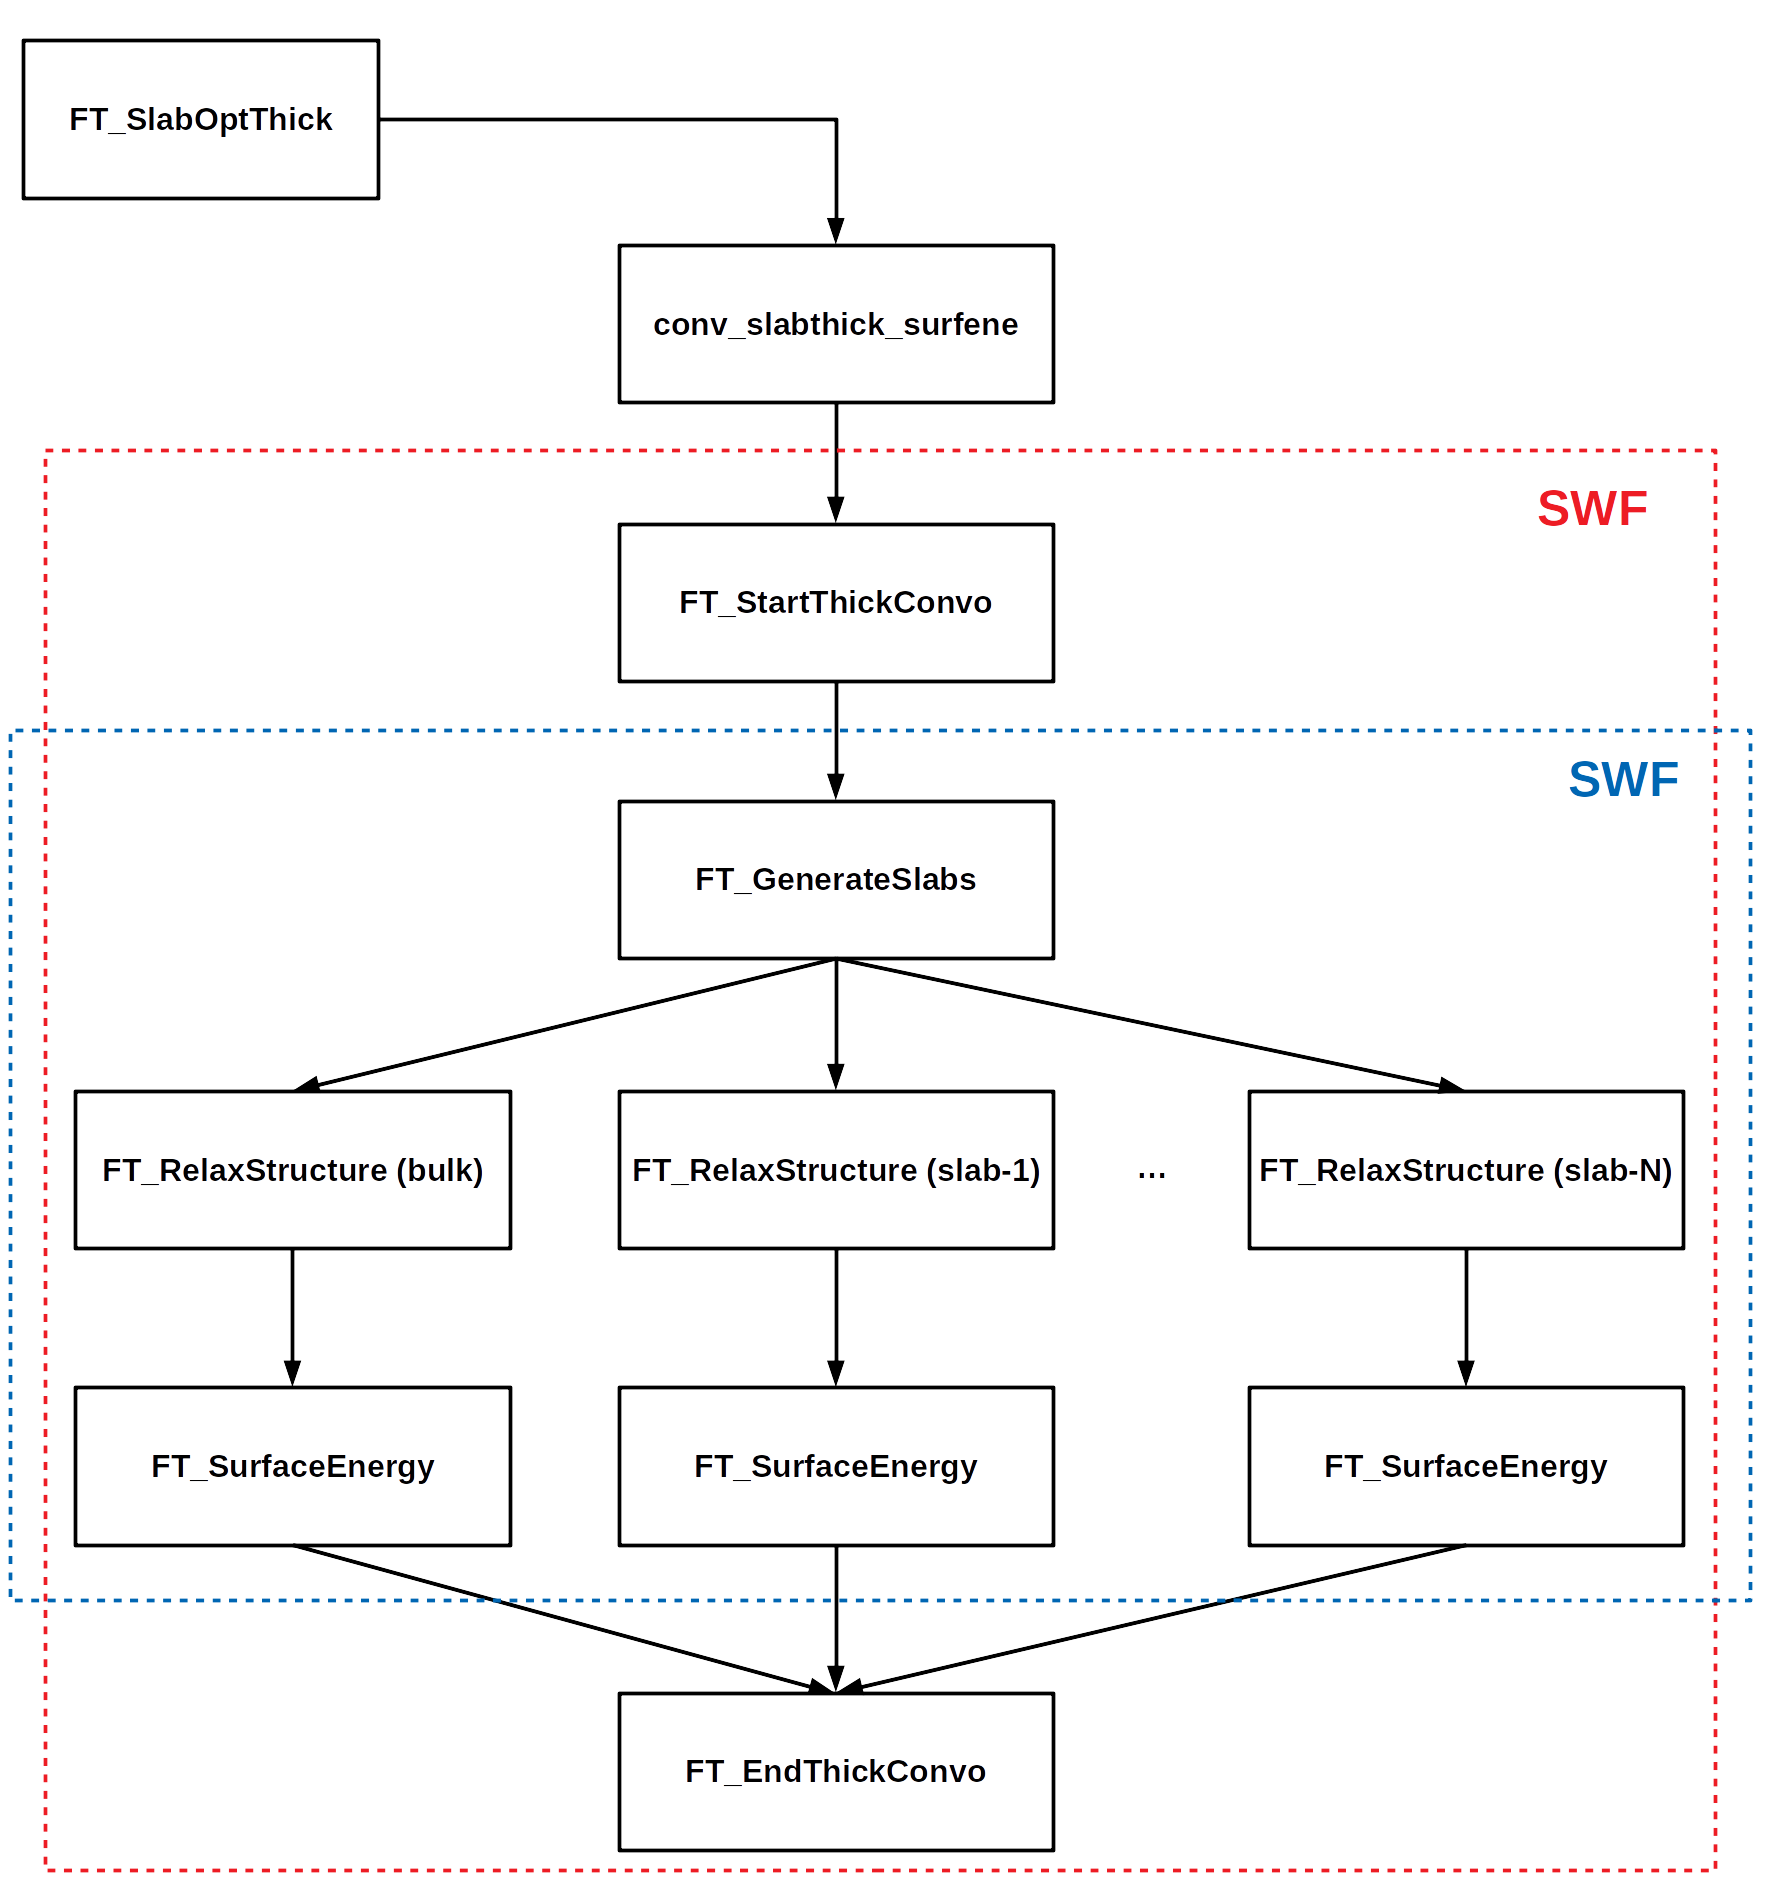 FT_SlabOptThick
conv_slabthick_surfene
SWF
FT_StartThickConvo
SWF
FT_GenerateSlabs
FT_RelaxStructure (bulk)
FT_RelaxStructure (slab-1)
...
FT_RelaxStructure (slab-N)
FT_SurfaceEnergy
FT_SurfaceEnergy
FT_SurfaceEnergy
FT_EndThickConvo